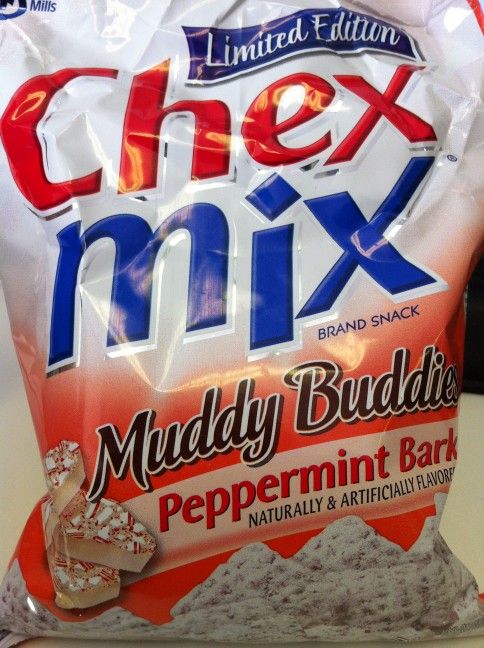 Mills
Limited Edition
Chex
mix®
BRAND SNACK
Muddy Buddies
Peppermint Bark
NATURALLY & ARTIFICIALLY FLAVORED